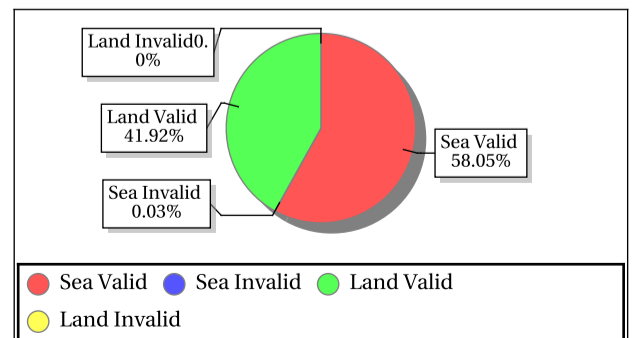 Land Invalid0.
0%
Land Valid
41.92%
Sea Valid
58.05%
Sea Invalid
0.03%
Sea Valid
Sea Invalid
Land Valid
Land Invalid